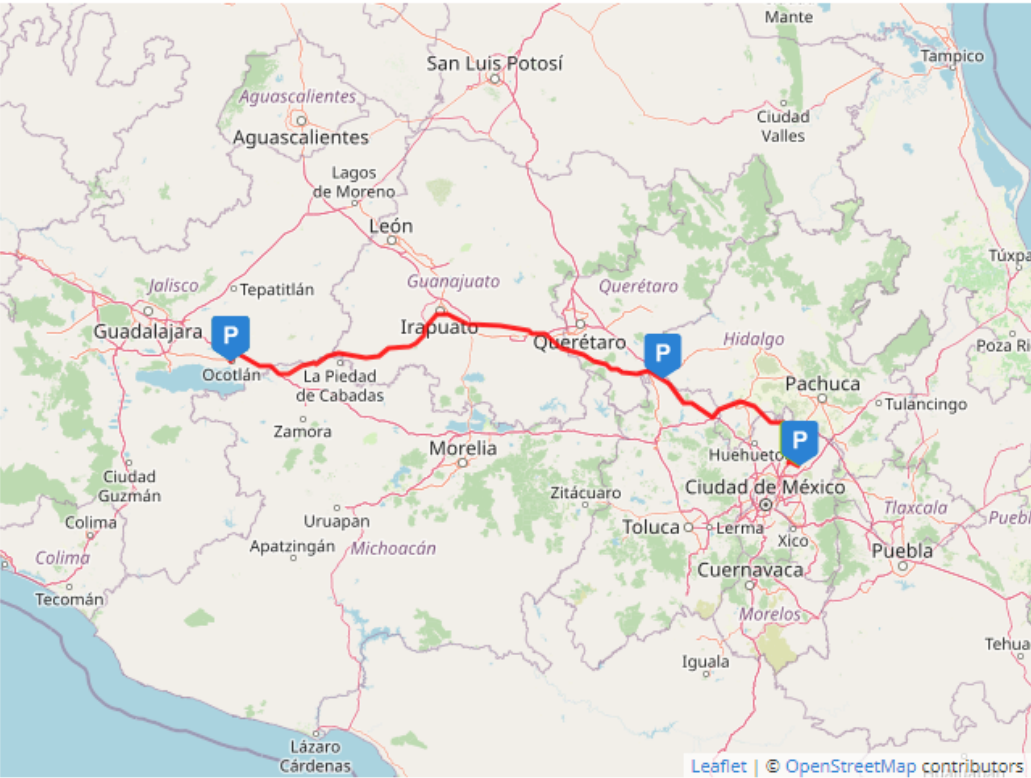 Mante
San Luis Potosí
Tampico
Aguascalientes
Aguascalientes
Ciudad
Valles
Lagos
de Moreno
León
Túxpa
Jalisco
Tepatitlán
Guanajuato
Querétaro
Guadalajara
P
Irapuato
Querétaro
Hidalgo
Poza Ri
P
Ocotlán
La Piedad
de Cabadas
Pachuca
Tulancingo
Zamora
P
Morelia
Huehueto
Ciudad
Guzmán
Zitácuaro
Ciudad de México
Colima
Uruapan
Toluca
Lerma
Tlaxcala
Puebl
Xico
Colima
Apatzingán
Michoacán
Puebla
Cuernavaca
Tecomán
Morelos
Tehua
Iguala
Lázaro
Cárdenas
Leaflet | © OpenStreetMap contributors